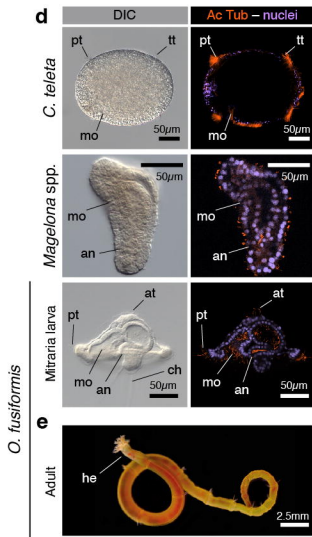 d
DIC
Ac Tub – nuclei
C. teleta
pt
tt
mo
50µm
pt
tt
mo
50µm
Magelona spp.
50µm
mo
an
50µm
mo
an
O. fusiformis
Mitraria larva
pt
at
mo
an
ch
50µm
at
pt
mo
an
50µm
e
Adult
he
2.5mm